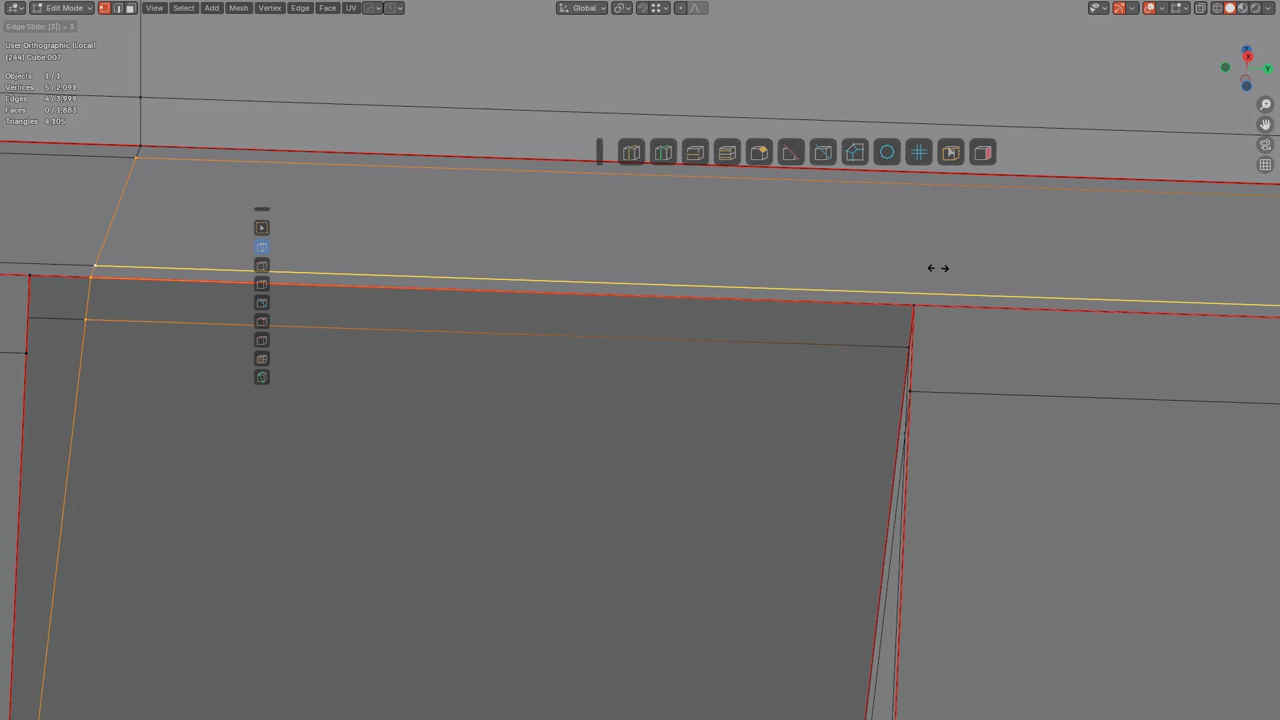 Edit Mode View Select Add Mesh Vertex Edge Face UV Global
Edge Slide: [3|] = 3
User Orthographic (Local)
(244) Cube.007
Objects 1 / 1
Vertices 5 / 2,091
Edges 4 / 3,999
Faces 0 / 1,883
Triangles 4,105
Z
X
Y